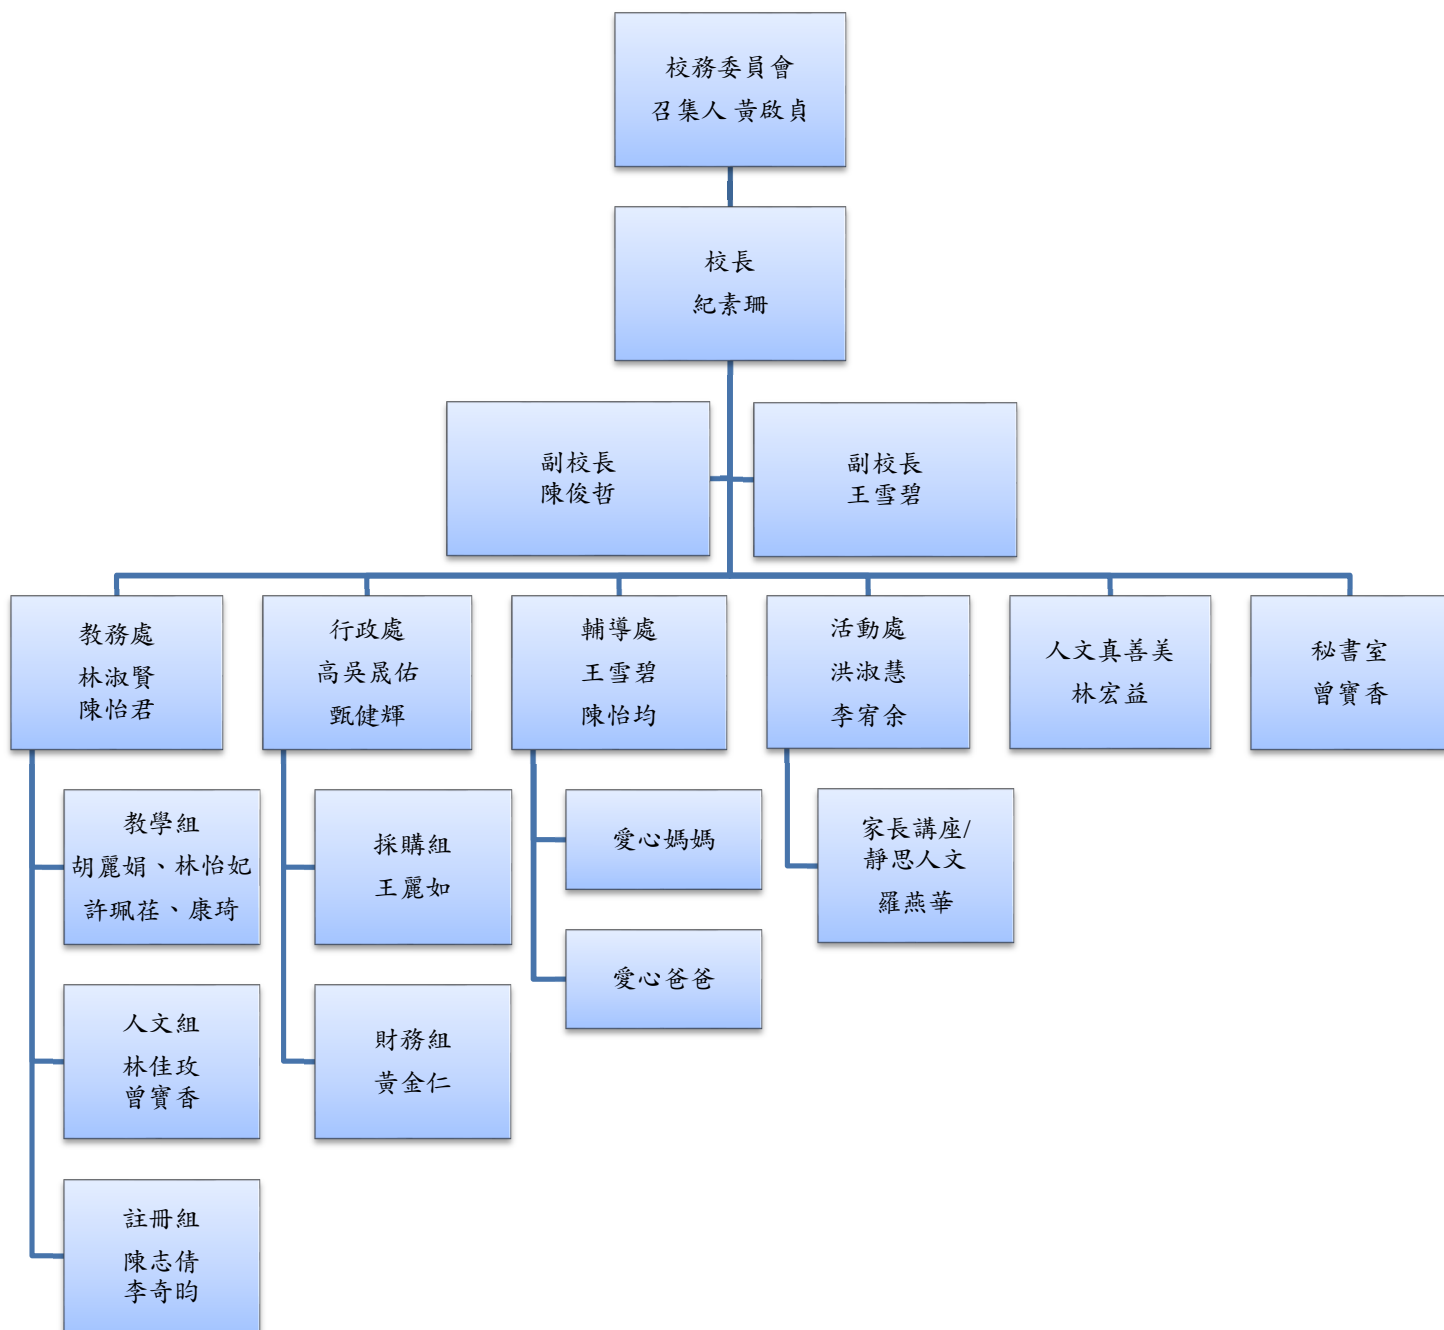 校務委員會
召集人 黃啟貞
校長
紀素珊
副校長
陳俊哲
副校長
王雪碧
教務處
林淑賢
陳怡君
行政處
高吳晟佑
甄健輝
輔導處
王雪碧
陳怡均
活動處
洪淑慧
李宥余
人文真善美
林宏益
秘書室
曾寶香
教學組
胡麗娟、林怡妃
許珮荏、康琦
人文組
林佳玫
曾寶香
註冊組
陳志倩
李奇昀
採購組
王麗如
財務組
黃金仁
愛心媽媽
愛心爸爸
家長講座/
靜思人文
羅燕華